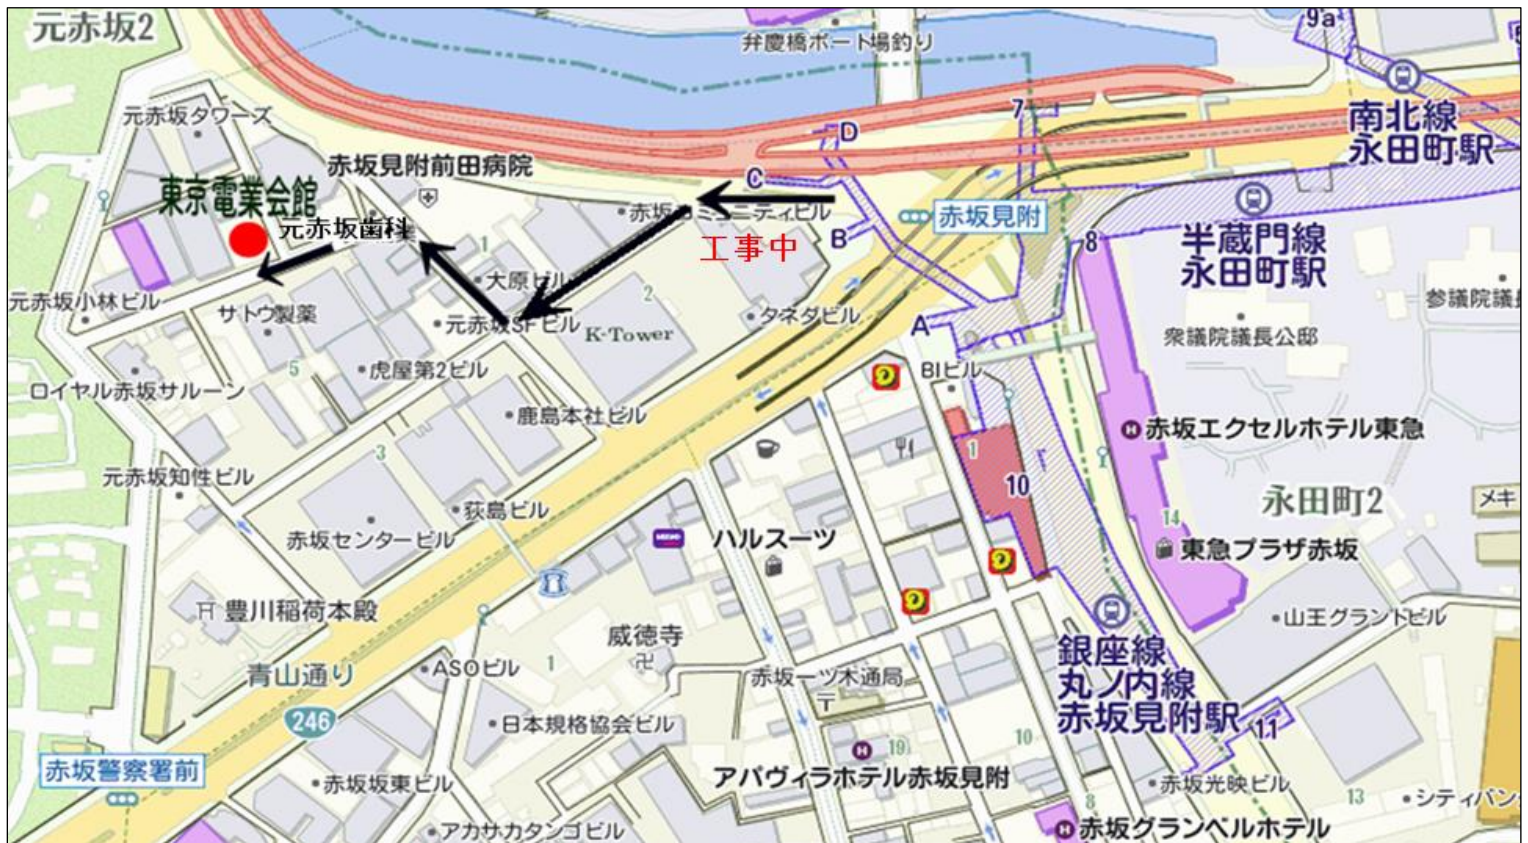 元赤坂2
弁慶橋ボート場釣り
9a
元赤坂タワーズ
7
南北線
永田町駅
D
赤坂見附前田病院
C
東京電業会館
元赤坂歯科
赤坂コミュニティビル
赤坂見附
B
工事中
8
半蔵門線
永田町駅
1
大原ビル
2
元赤坂小林ビル
サトウ製薬
元赤坂SFビル
K-Tower
タネダビル
A
衆議院議長公邸
参議院議長
5
虎屋第2ビル
BIビル
ロイヤル赤坂サルーン
鹿島本社ビル
赤坂エクセルホテル東急
3
1
元赤坂知性ビル
10
永田町2
メキ
荻島ビル
14
赤坂センタービル
ハルスーツ
東急プラザ赤坂
豊川稲荷本殿
威徳寺
山王グランドビル
青山通り
ASOビル
1
赤坂一ツ木通局
銀座線
丸ノ内線
赤坂見附駅
246
日本規格協会ビル
11
19
10
赤坂警察署前
赤坂坂東ビル
アパヴィラホテル赤坂見附
赤坂光映ビル
8
13
シティバン
アカサカタンゴビル
赤坂グランベルホテル